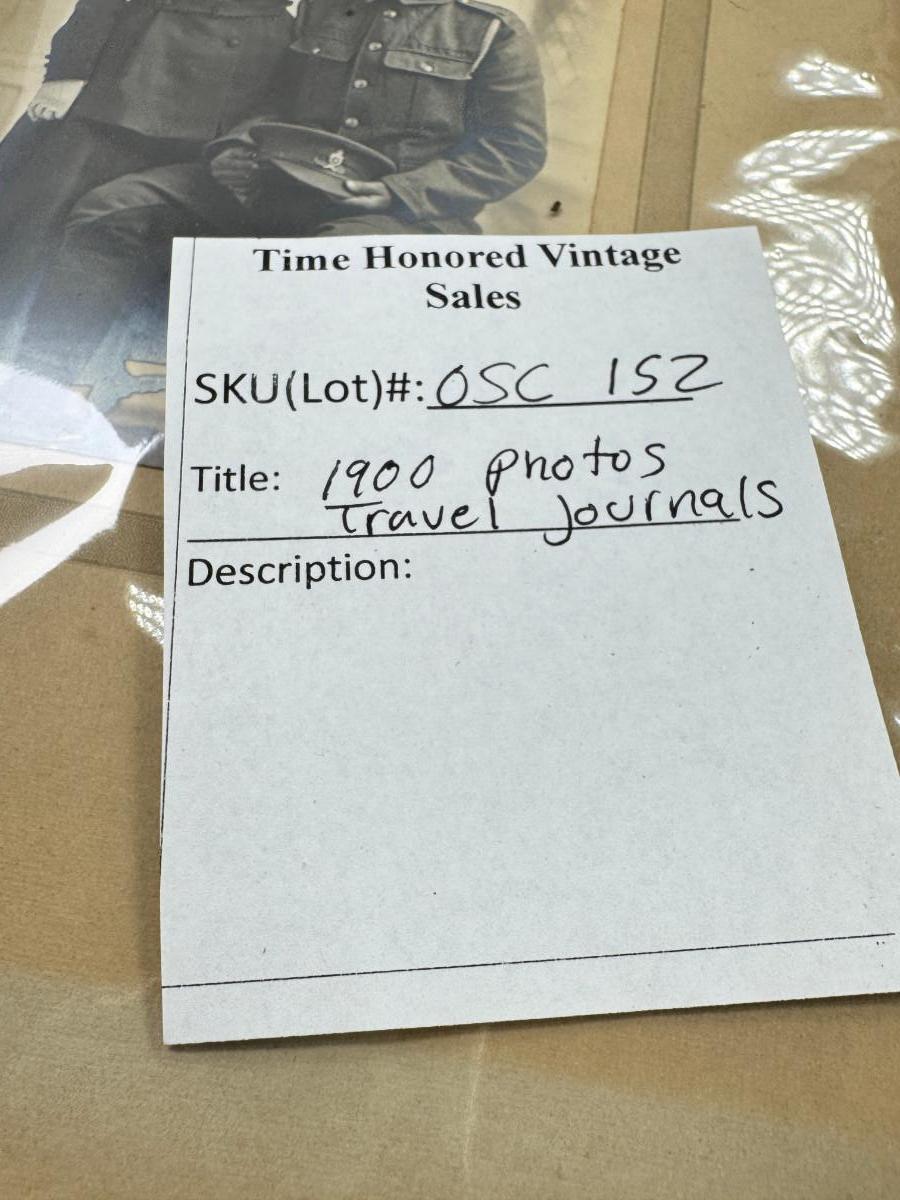 Time Honored Vintage
Sales
SKU(Lot)#: OSC 152
Title: 1900 photos
Travel Journals
Description: